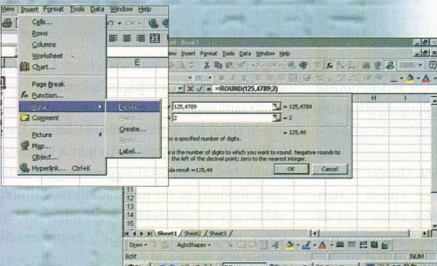 View Insert Format Tools Data Window Help
Cells...
Rows
Columns
Worksheet
Chart...
Page Break
Function...
Name
Define...
Comment
Create...
Label...
Picture
Map...
Object...
Hyperlink... Ctrl+K
E
Insert Format Tools Data Window Help
=ROUND(125,4789;2)
H I
125,4789 = 125,4789
2 = 2
= 125,48
to a specified number of digits.
is the number of digits to which you want to round. Negative rounds to
the left of the decimal point; zero to the nearest integer.
result =125,48
OK Cancel
11
12
13
14
15
Sheet1 Sheet2 Sheet3
Draw AutoShapes
Edit NUM